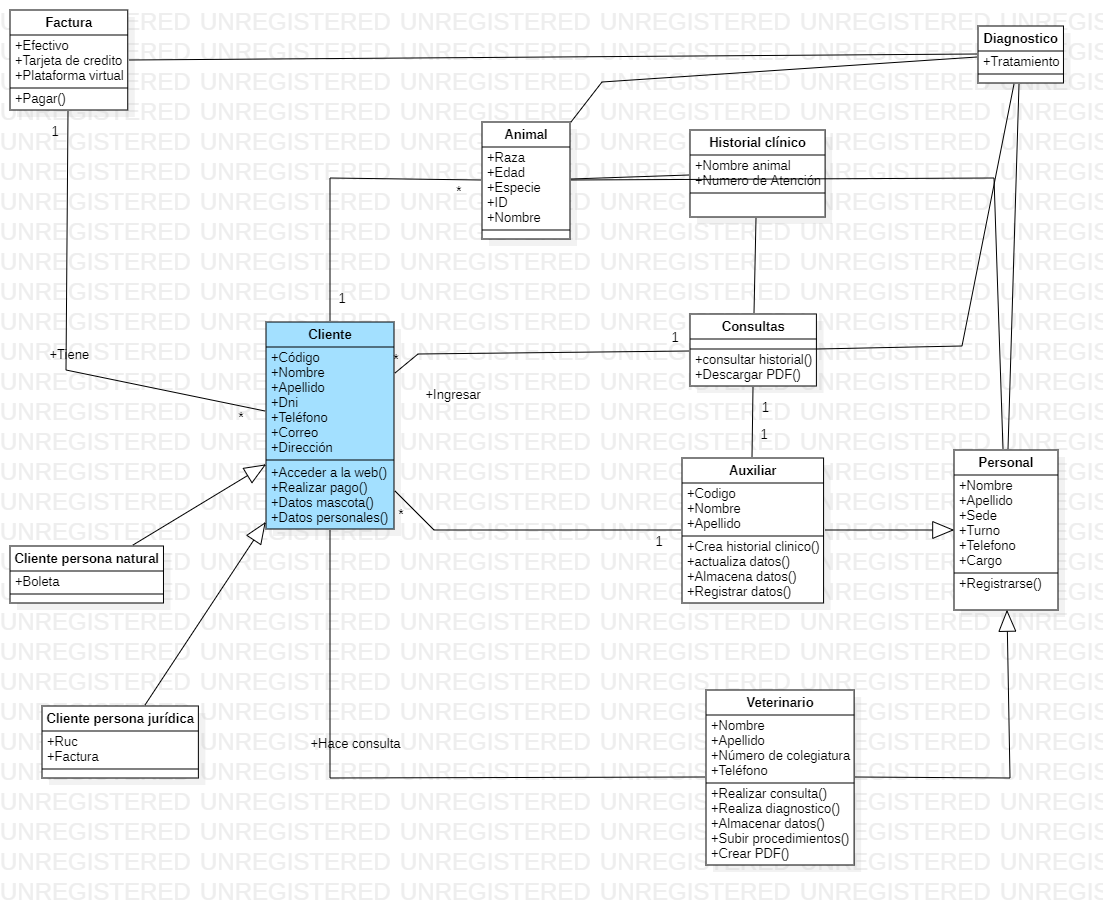 Factura
+Efectivo
+Tarjeta de credito
+Plataforma virtual
+Pagar()
1
Diagnostico
+Tratamiento
Animal
+Raza
+Edad
+Especie
+ID
+Nombre
*
Historial clínico
+Nombre animal
+Numero de Atención
1
+Tiene
*
Cliente
+Código
+Nombre
+Apellido
+Dni
+Teléfono
+Correo
+Dirección
+Acceder a la web()
+Realizar pago()
+Datos mascota()
+Datos personales()
*
+Ingresar
1
Consultas
+consultar historial()
+Descargar PDF()
1
1
Auxiliar
+Codigo
+Nombre
+Apellido
+Crea historial clinico()
+actualiza datos()
+Almacena datos()
+Registrar datos()
*
1
Personal
+Nombre
+Apellido
+Sede
+Turno
+Telefono
+Cargo
+Registrarse()
Cliente persona natural
+Boleta
Cliente persona jurídica
+Ruc
+Factura
+Hace consulta
Veterinario
+Nombre
+Apellido
+Número de colegiatura
+Teléfono
+Realizar consulta()
+Realiza diagnostico()
+Almacenar datos()
+Subir procedimientos()
+Crear PDF()
UNREGISTERED